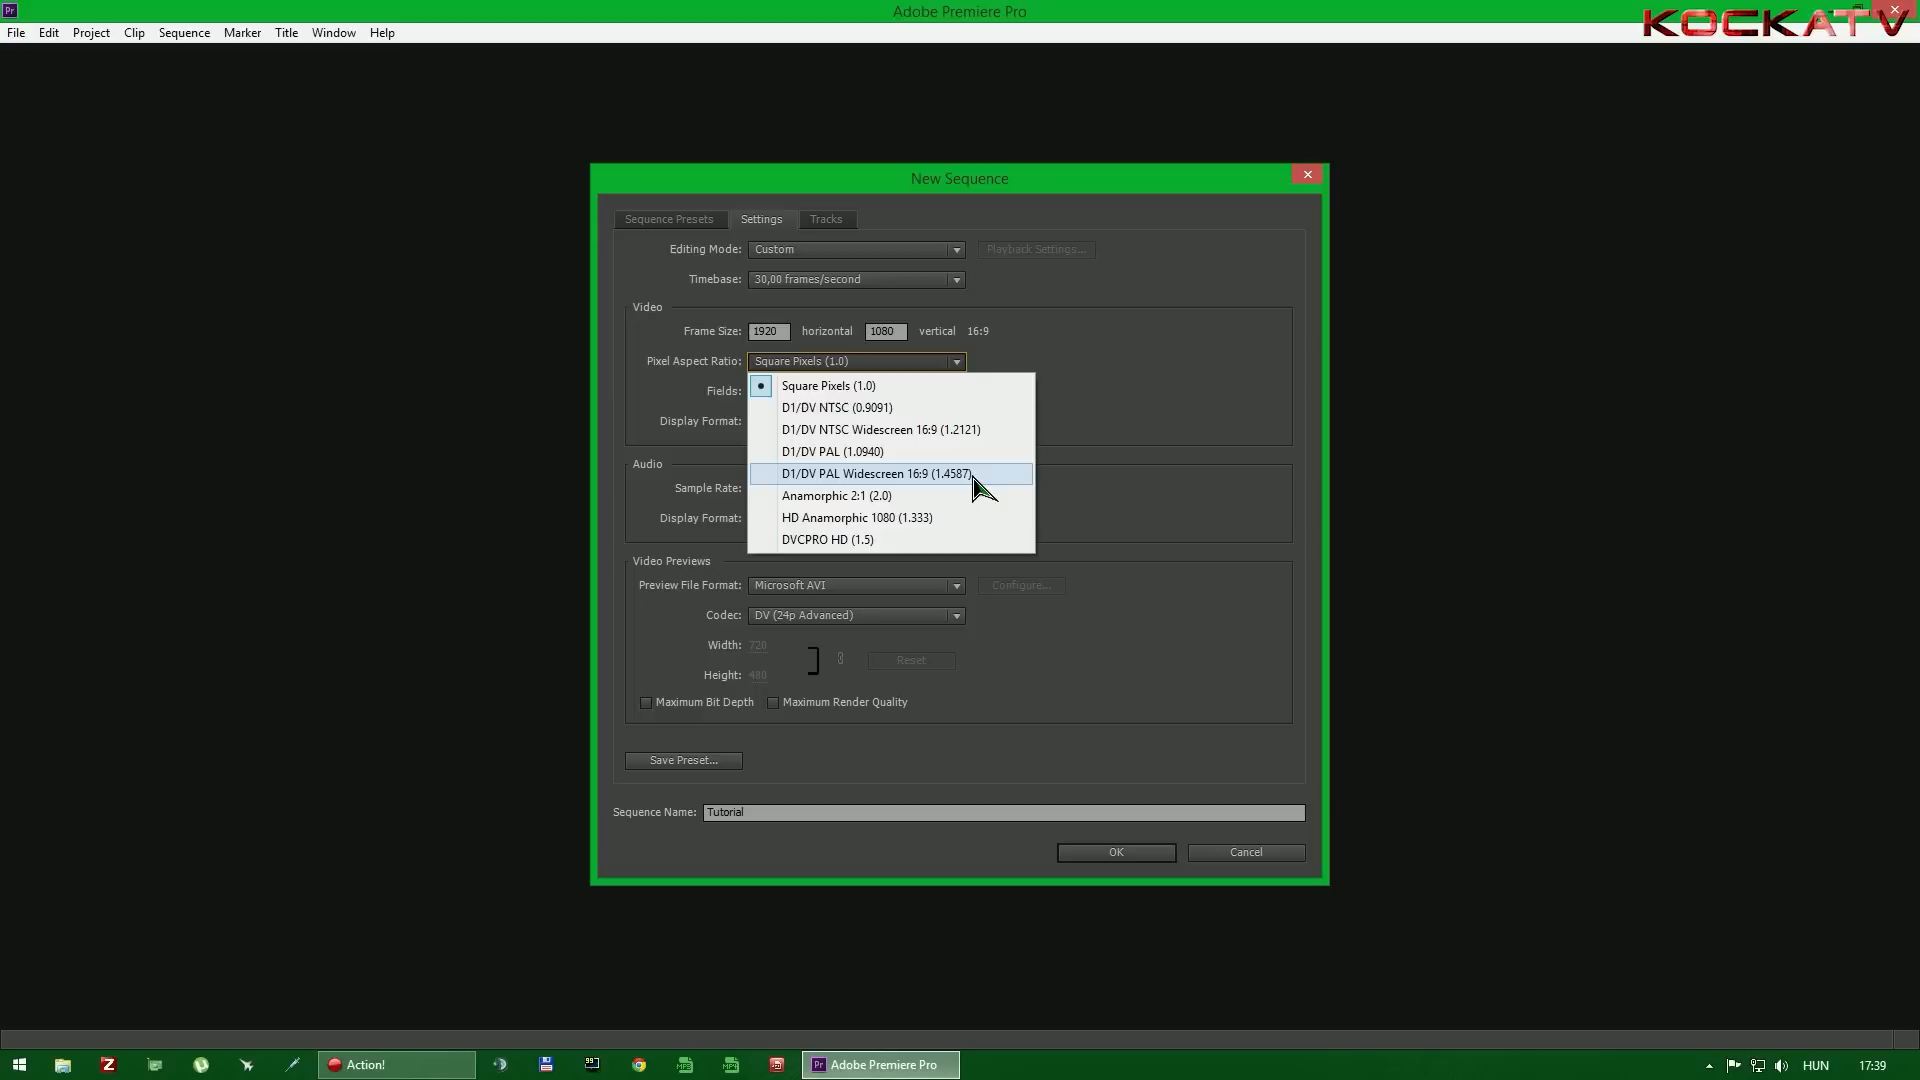 Adobe Premiere Pro
KOCKATV
File Edit Project Clip Sequence Marker Title Window Help
New Sequence
Sequence Presets Settings Tracks
Editing Mode: Custom Playback Settings...
Timebase: 30,00 frames/second
Video
Frame Size: 1920 horizontal 1080 vertical 16:9
Pixel Aspect Ratio: Square Pixels (1.0)
Square Pixels (1.0)
Fields:
D1/DV NTSC (0.9091)
Display Format:
D1/DV NTSC Widescreen 16:9 (1.2121)
D1/DV PAL (1.0940)
Audio
D1/DV PAL Widescreen 16:9 (1.4587)
Sample Rate:
Anamorphic 2:1 (2.0)
Display Format:
HD Anamorphic 1080 (1.333)
DVCPRO HD (1.5)
Video Previews
Preview File Format: Microsoft AVI Configure...
Codec: DV (24p Advanced)
Width: 720
Reset
Height: 480
Maximum Bit Depth Maximum Render Quality
Save Preset...
Sequence Name: Tutorial
OK Cancel
Action! Adobe Premiere Pro HUN 17:39